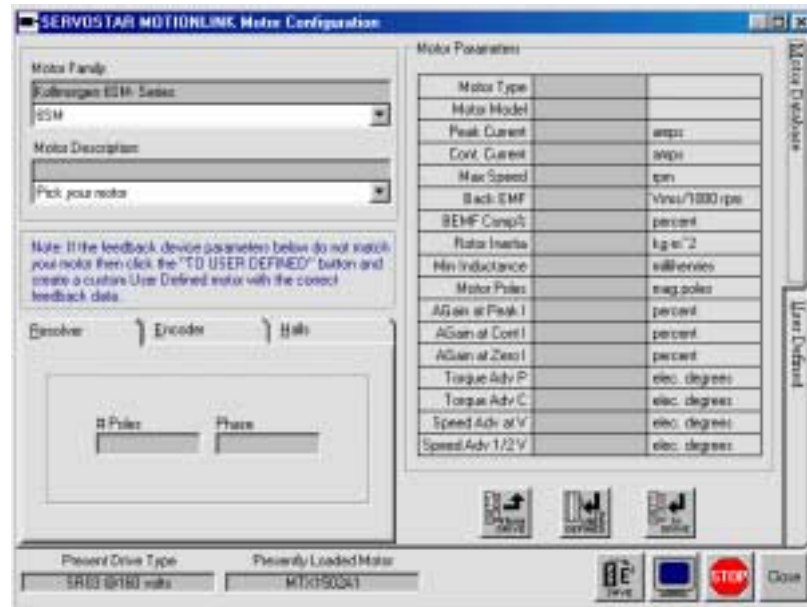 SERVOSTAR MOTIONLINK Motor Configuration
Motor Family
Kollmorgen 6SM- Series
6SM
Motor Description
Pick your motor
Note: If the feedback device parameters below do not match
your motor then click the "TO USER DEFINED" button and
create a custom User Defined motor with the correct
feedback data.
Resolver
Encoder
Halls
# Poles
Phase
Motor Parameters
Motor Type
Motor Model
Peak Current amps
Cont. Current amps
Max Speed rpm
Back EMF Vrms/1000 rpm
BEMF Comp% percent
Rotor Inertia kg-m^2
Min Inductance millihenries
Motor Poles mag.poles
AGain at Peak I percent
AGain at Cont I percent
AGain at Zero I percent
Torque Adv P elec. degrees
Torque Adv C elec. degrees
Speed Adv at V elec. degrees
Speed Adv 1/2 V elec. degrees
Motor Database
User Defined
DRIVE
DEFINED
DRIVE
Present Drive Type
SR03 @160 volts
Presently Loaded Motor
MTX1502A1
DRIVE
STOP
Close